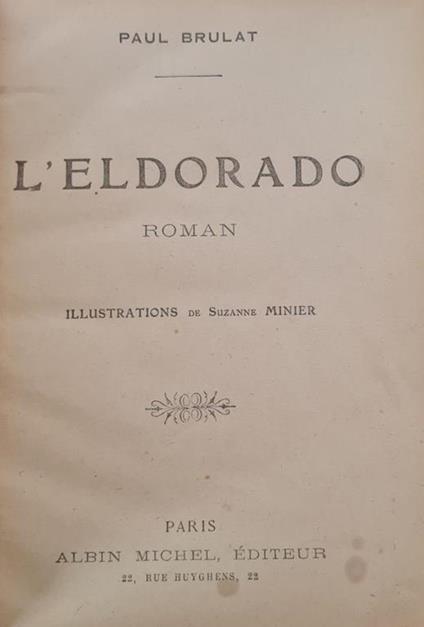 PAUL BRULAT
L'ELDORADO
ROMAN
ILLUSTRATIONS DE SUZANNE MINIER
PARIS
ALBIN MICHEL, ÉDITEUR
22, RUE HUYGHENS, 22